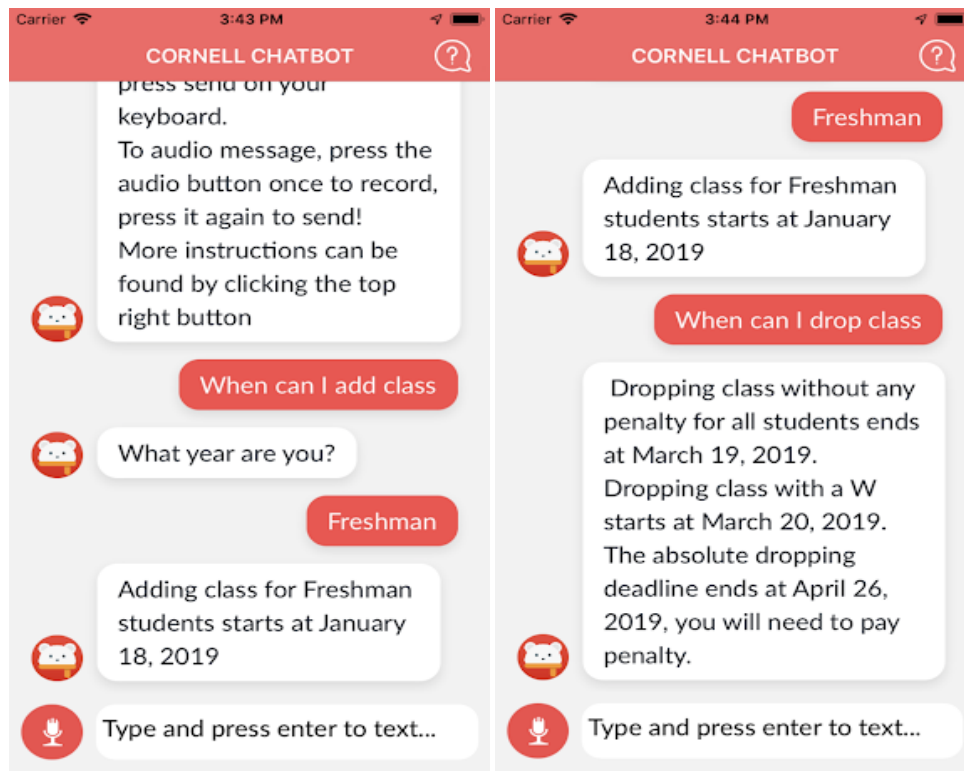 Carrier 3:43 PM
CORNELL CHATBOT ?
press send on your
keyboard.
To audio message, press the
audio button once to record,
press it again to send!
More instructions can be
found by clicking the top
right button
When can I add class
What year are you?
Freshman
Adding class for Freshman
students starts at January
18, 2019
Type and press enter to text...
Carrier 3:44 PM
CORNELL CHATBOT ?
Freshman
Adding class for Freshman
students starts at January
18, 2019
When can I drop class
Dropping class without any
penalty for all students ends
at March 19, 2019.
Dropping class with a W
starts at March 20, 2019.
The absolute dropping
deadline ends at April 26,
2019, you will need to pay
penalty.
Type and press enter to text...